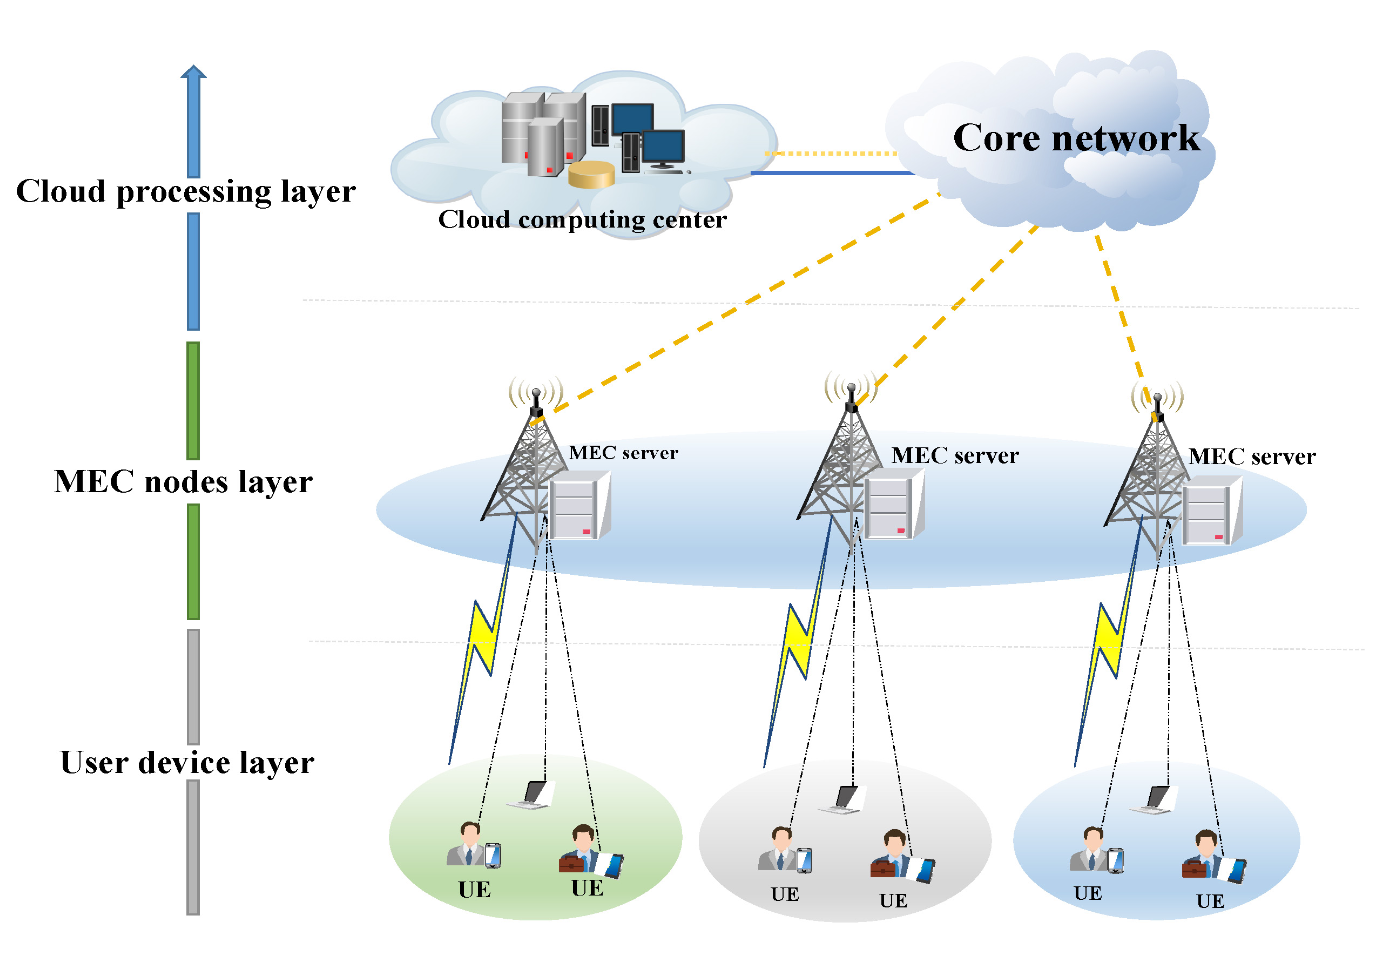 Core network
Cloud processing layer
Cloud computing center
MEC server
MEC server
MEC server
MEC nodes layer
User device layer
UE
UE
UE
UE
UE
UE